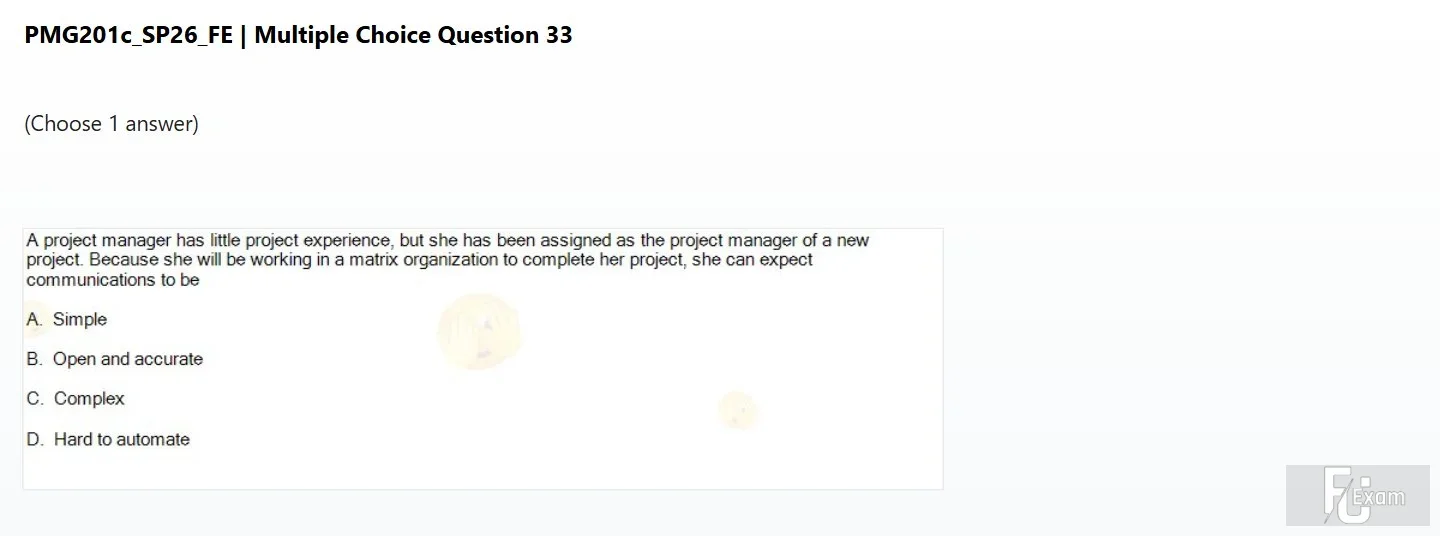 PMG201c_SP26_FE | Multiple Choice Question 33
(Choose 1 answer)
A project manager has little project experience, but she has been assigned as the project manager of a new
project. Because she will be working in a matrix organization to complete her project, she can expect
communications to be
A. Simple
B. Open and accurate
C. Complex
D. Hard to automate
FU Exam